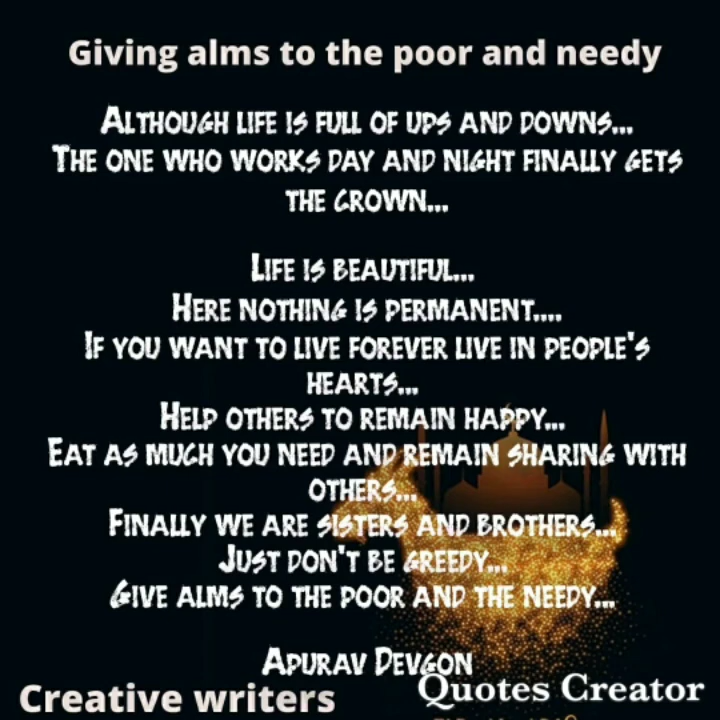 Giving alms to the poor and needy
ALTHOUGH LIFE IS FULL OF UPS AND DOWNS...
THE ONE WHO WORKS DAY AND NIGHT FINALLY GETS
THE CROWN...
LIFE IS BEAUTIFUL...
HERE NOTHING IS PERMANENT....
IF YOU WANT TO LIVE FOREVER LIVE IN PEOPLE'S
HEARTS...
HELP OTHERS TO REMAIN HAPPY...
EAT AS MUCH YOU NEED AND REMAIN SHARING WITH
OTHERS...
FINALLY WE ARE SISTERS AND BROTHERS...
JUST DON'T BE GREEDY...
GIVE ALMS TO THE POOR AND THE NEEDY...
APURAV DEVGON
Creative writers
Quotes Creator